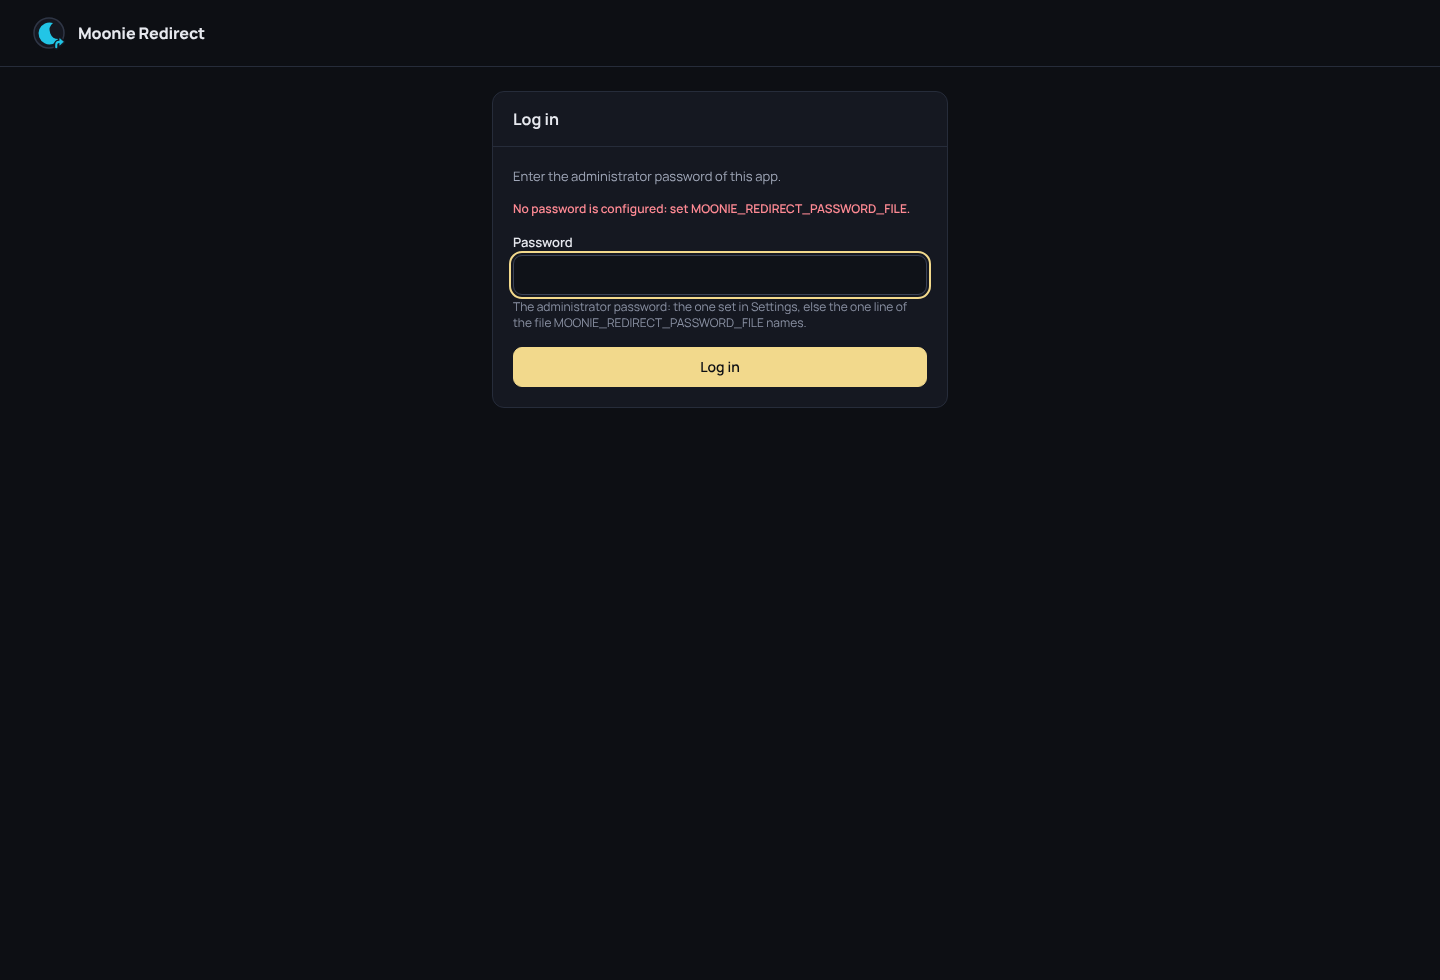 Moonie Redirect
Log in
Enter the administrator password of this app.
No password is configured: set MOONIE_REDIRECT_PASSWORD_FILE.
Password
The administrator password: the one set in Settings, else the one line of
the file MOONIE_REDIRECT_PASSWORD_FILE names.
Log in